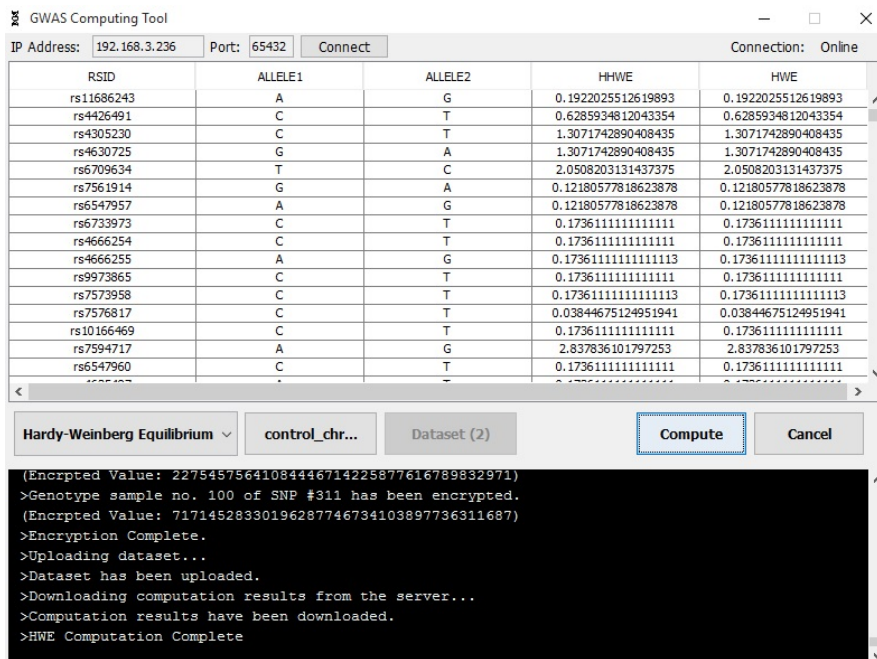 GWAS Computing Tool
IP Address: 192.168.3.236 Port: 65432 Connect Connection: Online
RSID ALLELE1 ALLELE2 HHWE HWE
rs11686243 A G 0.1922025512619893 0.1922025512619893
rs4426491 C T 0.6285934812043354 0.6285934812043354
rs4305230 C T 1.3071742890408435 1.3071742890408435
rs4630725 G A 1.3071742890408435 1.3071742890408435
rs6709634 T C 2.0508203131437375 2.0508203131437375
rs7561914 G A 0.12180577818623878 0.12180577818623878
rs6547957 A G 0.12180577818623878 0.12180577818623878
rs6733973 C T 0.1736111111111111 0.1736111111111111
rs4666254 C T 0.1736111111111111 0.1736111111111111
rs4666255 A G 0.17361111111111113 0.17361111111111113
rs9973865 C T 0.1736111111111111 0.1736111111111111
rs7573958 C T 0.17361111111111113 0.17361111111111113
rs7576817 C T 0.03844675124951941 0.03844675124951941
rs10166469 C T 0.1736111111111111 0.1736111111111111
rs7594717 A G 2.837836101797253 2.837836101797253
rs6547960 C T 0.1736111111111111 0.1736111111111111
Hardy-Weinberg Equilibrium control_chr... Dataset (2) Compute Cancel
(Encrpted Value: 227545756410844467142258776167898329​71)
>Genotype sample no. 100 of SNP #311 has been encrypted.
(Encrpted Value: 71714528330196287746734103897736311687)
>Encryption Complete.
>Uploading dataset...
>Dataset has been uploaded.
>Downloading computation results from the server...
>Computation results have been downloaded.
>HWE Computation Complete